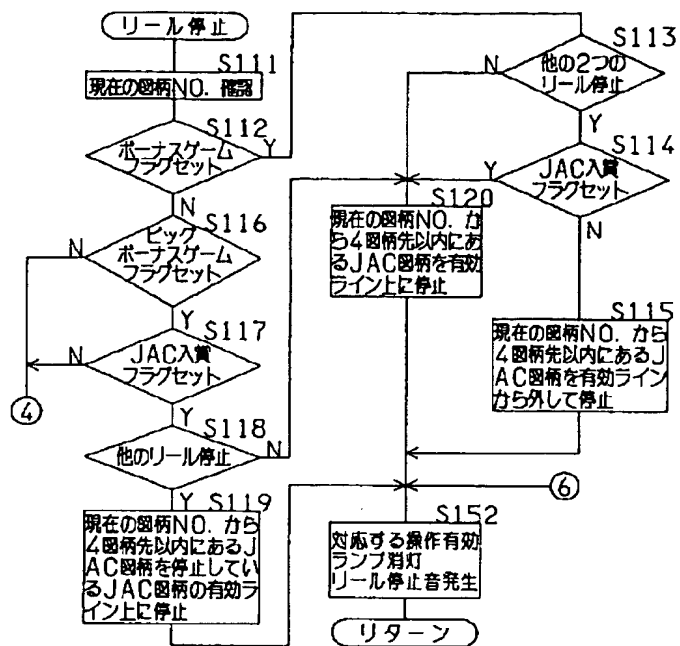 リール停止
S111
現在の図柄NO. 確認
S112
ボーナスゲーム
フラグセット
Y
N
S113
他の2つの
リール停止
N
Y
S114
JAC入賞
フラグセット
Y
N
S115
現在の図柄NO. から
4図柄先以内にあるJ
AC図柄を有効ライン
から外して停止
S116
ビッグ
ボーナスゲーム
フラグセット
N
Y
S117
JAC入賞
フラグセット
N
Y
④
S118
他のリール停止
N
Y
S119
現在の図柄NO. から
4図柄先以内にあるJ
AC図柄を停止してい
るJAC図柄の有効ラ
イン上に停止
S120
現在の図柄NO. か
ら4図柄先以内にあ
るJAC図柄を有効
ライン上に停止
⑥
S152
対応する操作有効
ランプ消灯
リール停止音発生
リターン